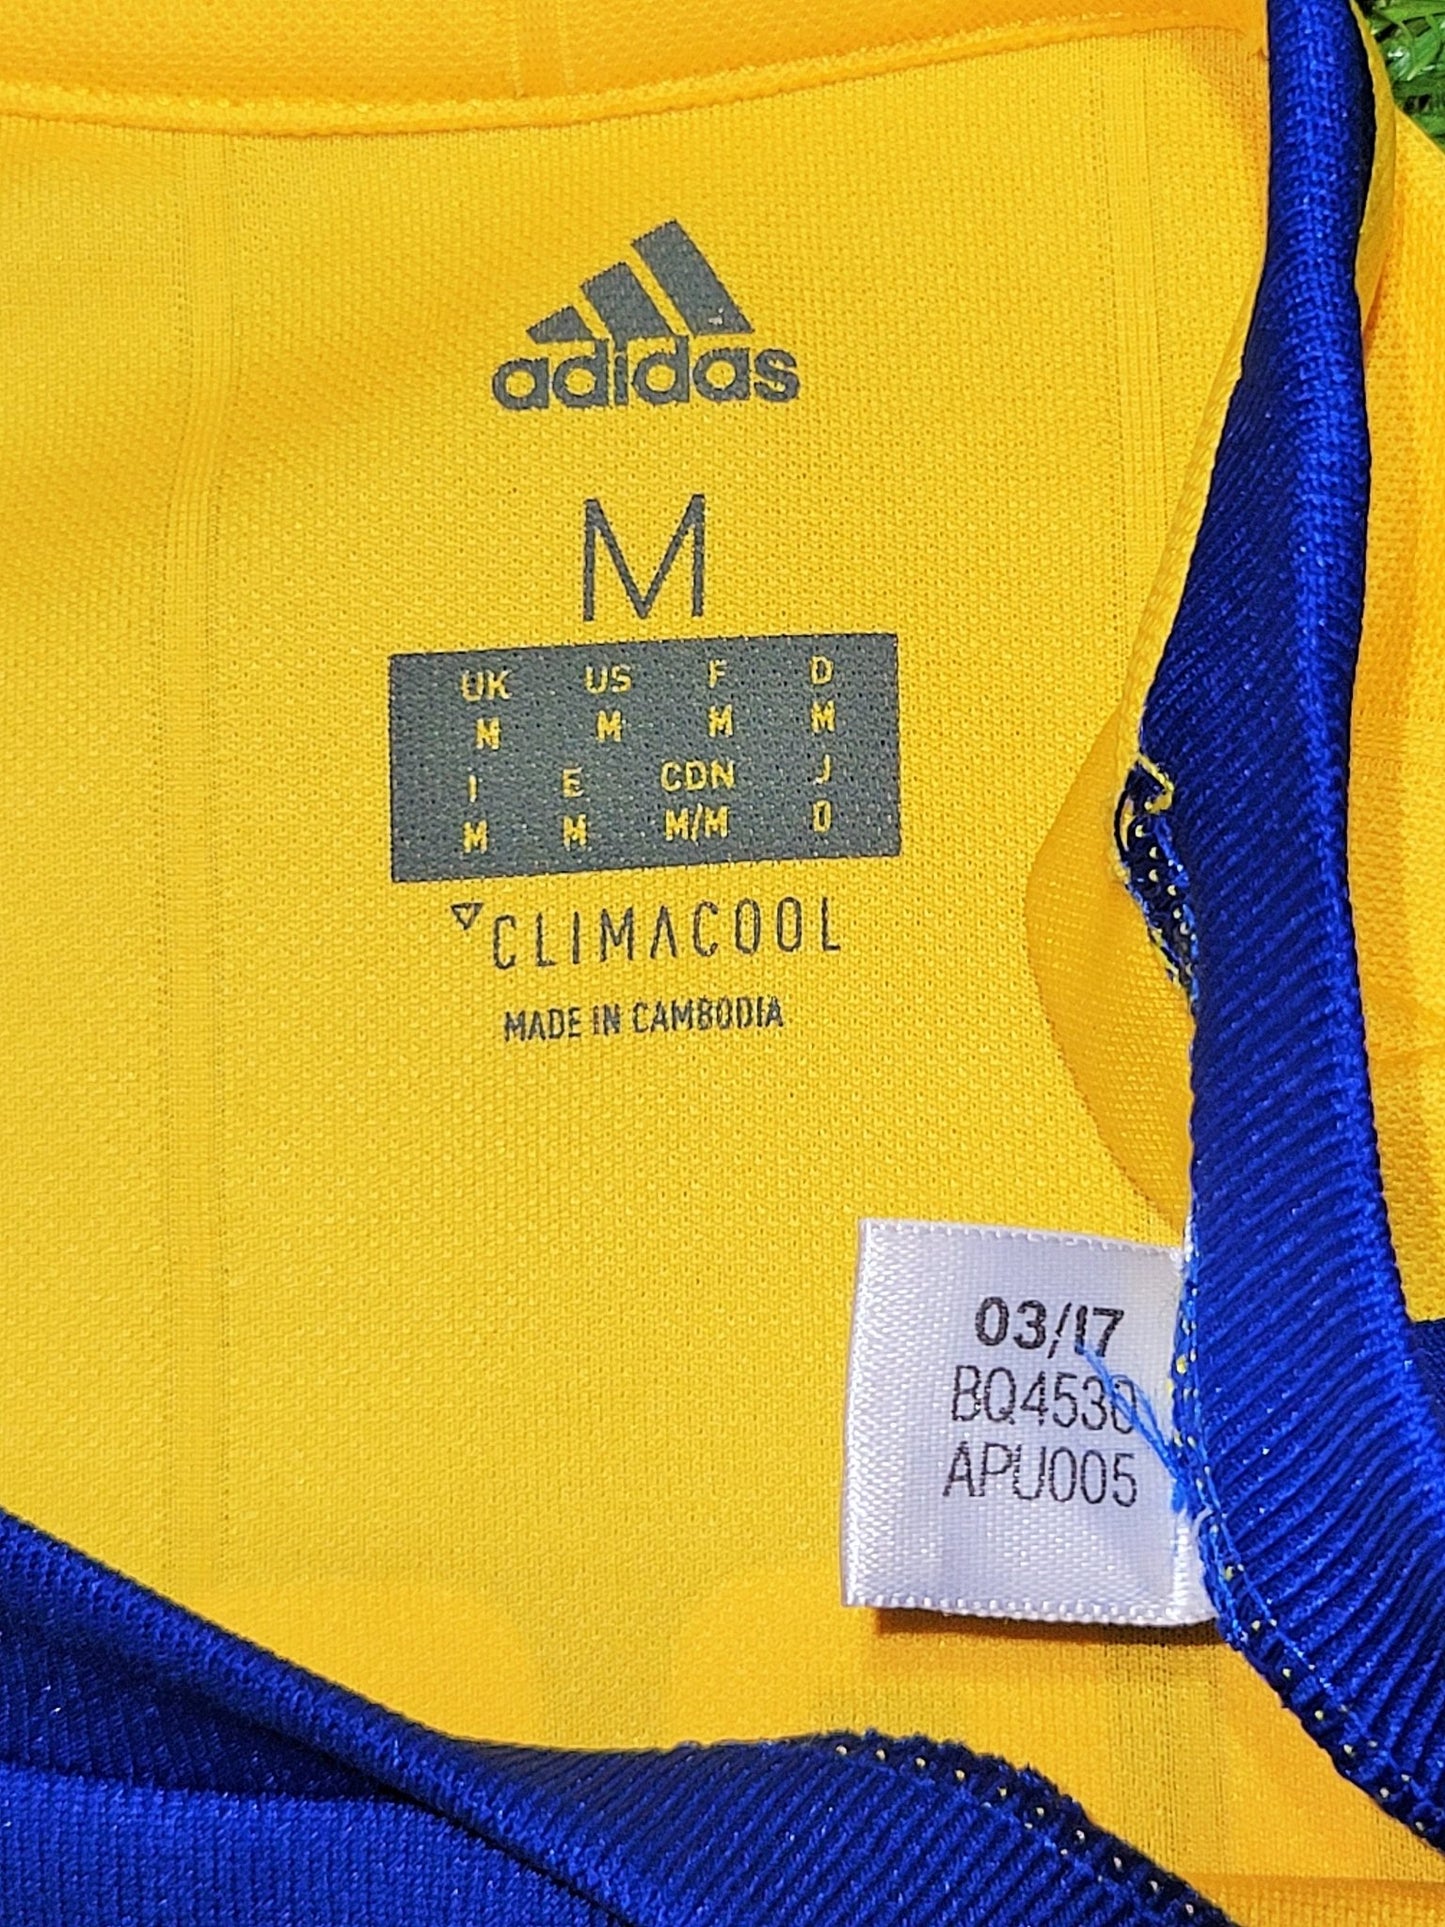 adidas
M
UK US F D
M M M M
I E CDN J
M M M/M O
CLIMACOOL
MADE IN CAMBODIA
03/17
BQ4530
APU005